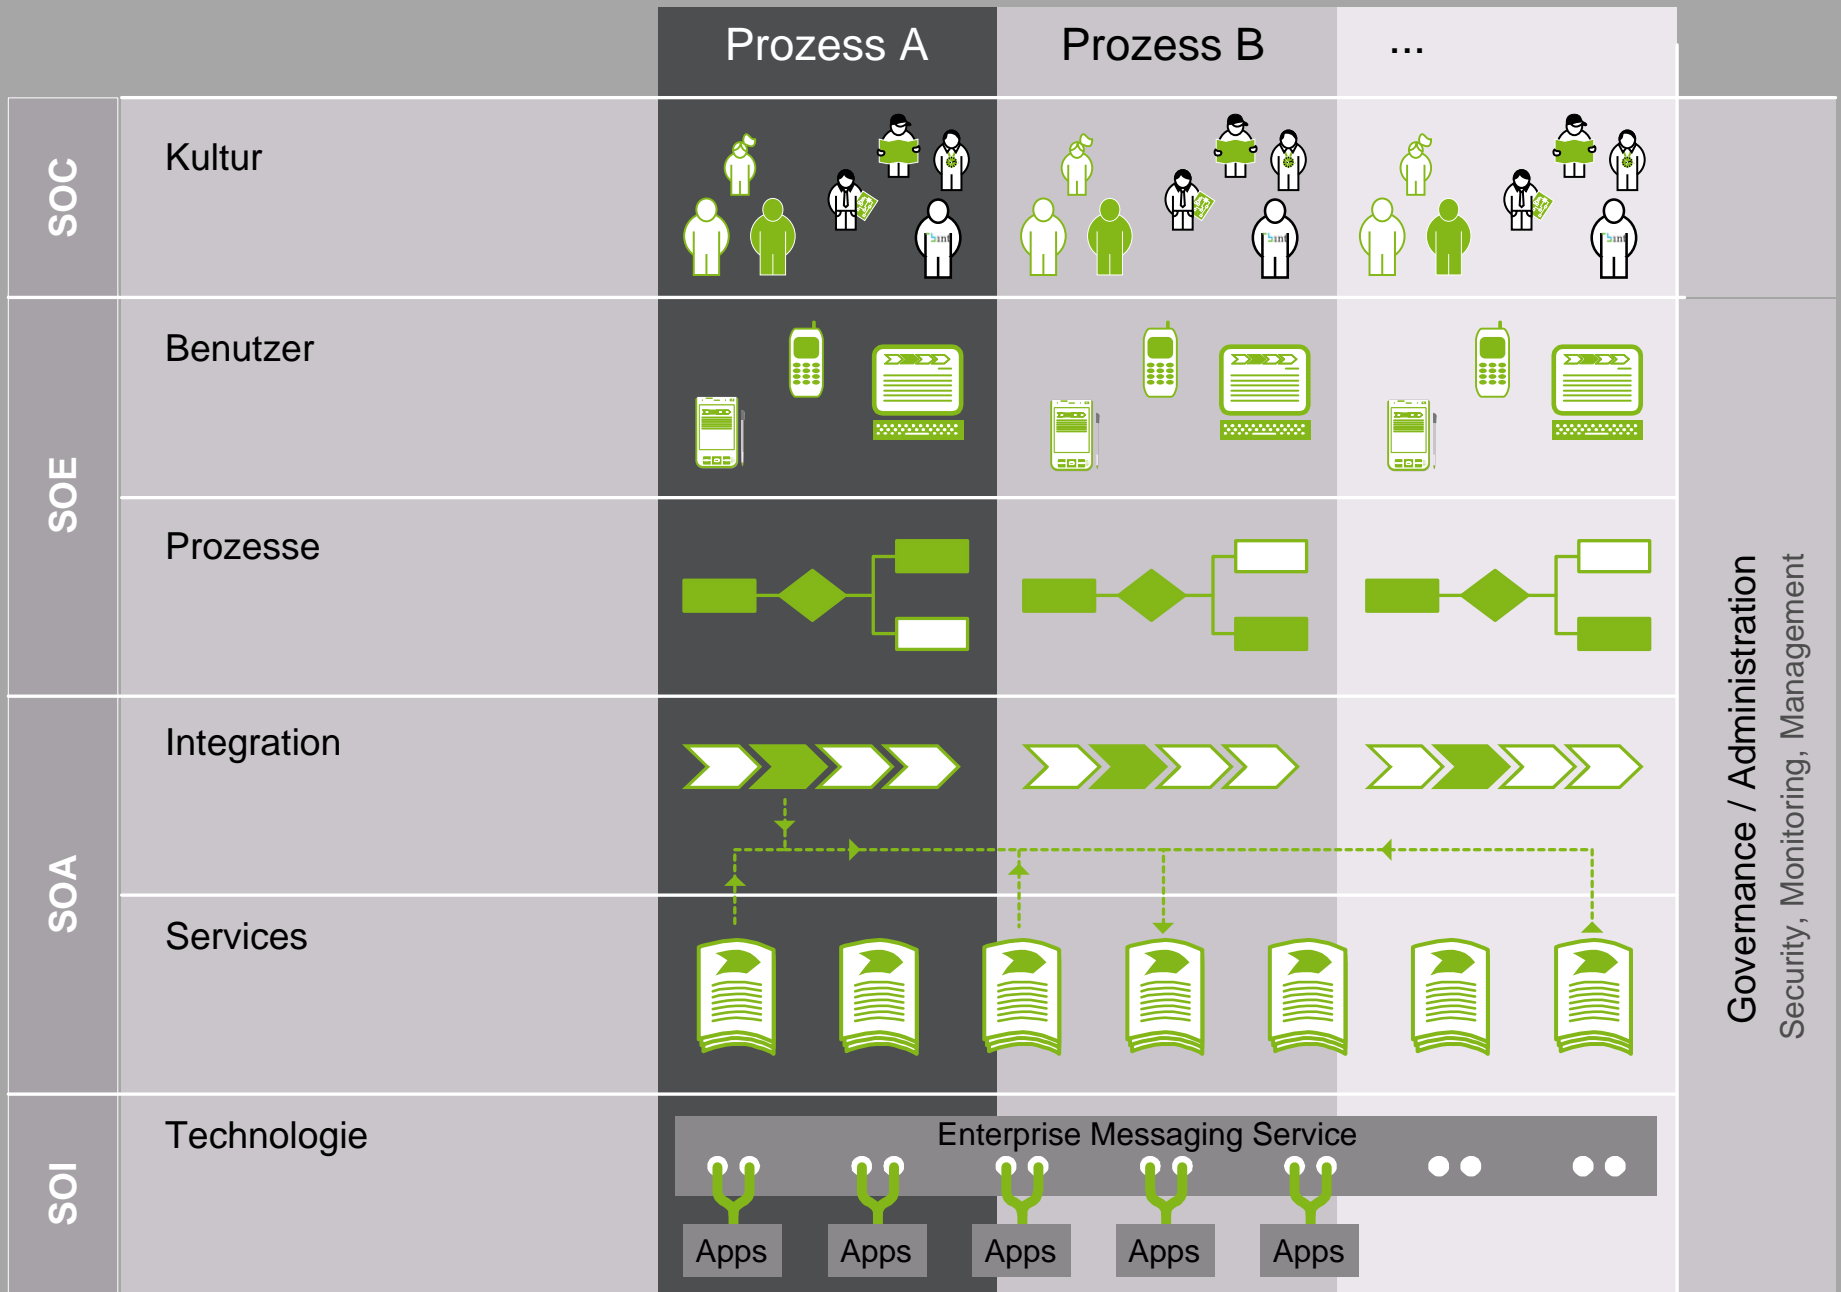 Prozess A
Prozess B
...
SOC
Kultur
SOE
Benutzer
Prozesse
SOA
Integration
Services
SOI
Technologie
Enterprise Messaging Service
Apps
Apps
Apps
Apps
Apps
Governance / Administration
Security, Monitoring, Management